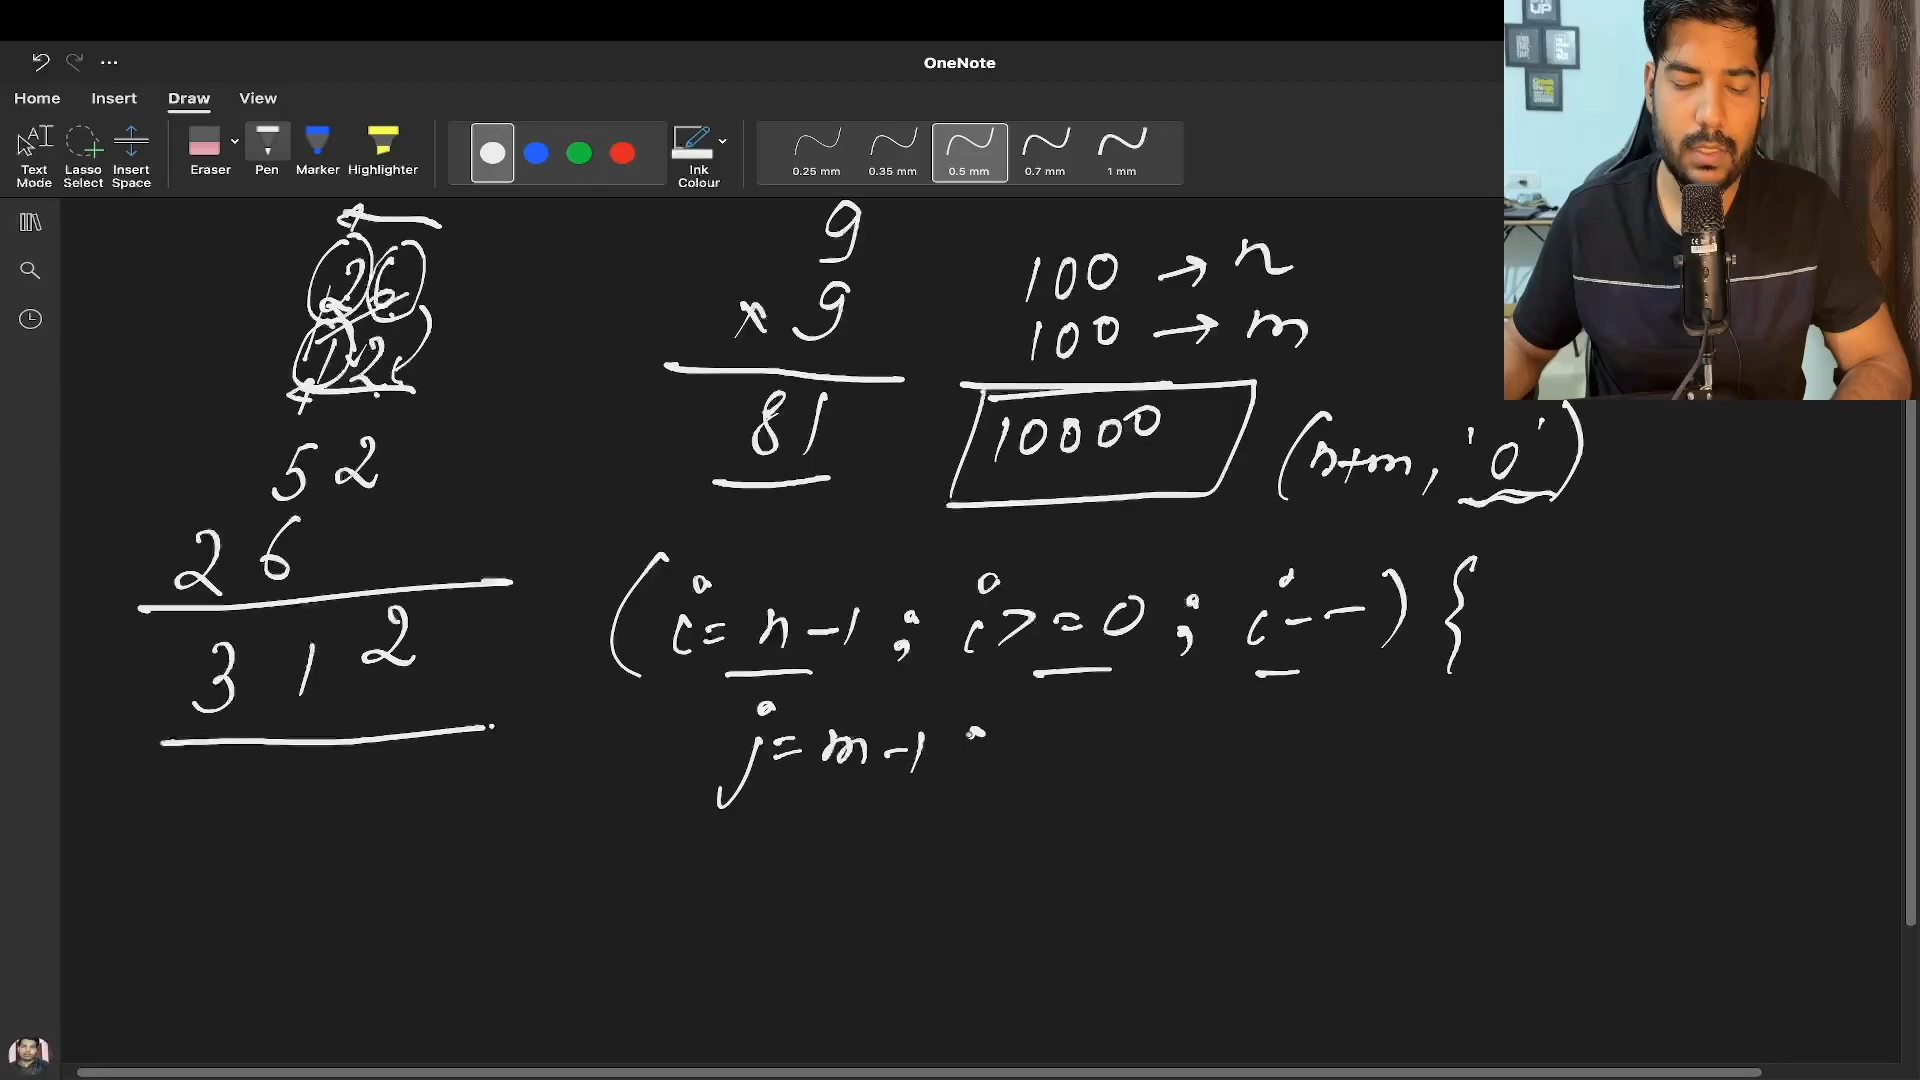 OneNote
Home Insert Draw View
Text Mode
Lasso Select
Insert Space
Eraser
Pen
Marker
Highlighter
Ink Colour
0.25 mm
0.35 mm
0.5 mm
0.7 mm
1 mm
26
12
52
26
312
9
x 9
81
100 → n
100 → m
10000
(n+m, '0')
(i = n-1 ; i >= 0 ; i--) {
j = m-1